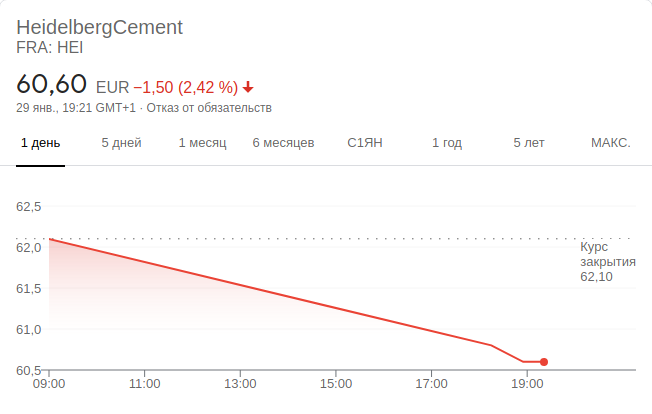 HeidelbergCement
FRA: HEI
60,60 EUR −1,50 (2,42 %)
29 янв., 19:21 GMT+1 · Отказ от обязательств
1 день 5 дней 1 месяц 6 месяцев С1ЯН 1 год 5 лет МАКС.
62,5
62,0
61,5
61,0
60,5
Курс
закрытия
62,10
09:00 11:00 13:00 15:00 17:00 19:00